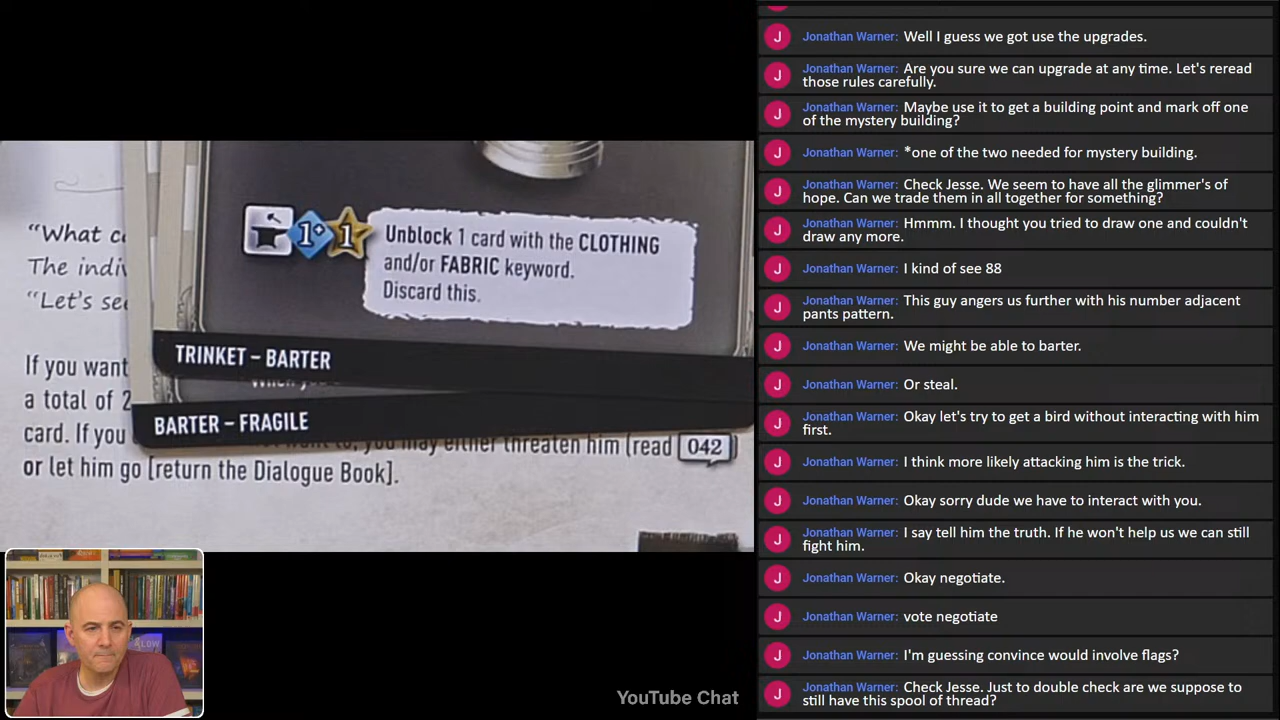 "What c
The indiv
"Let's see
1+ 1
Unblock 1 card with the CLOTHING
and/or FABRIC keyword.
Discard this.
TRINKET – BARTER
When you
BARTER – FRAGILE
If you want
a total of 2
card. If you
to, you may either threaten him [read 042]
or let him go [return the Dialogue Book].
YouTube Chat
Jonathan Warner: Well I guess we got use the upgrades.
Jonathan Warner: Are you sure we can upgrade at any time. Let's reread
those rules carefully.
Jonathan Warner: Maybe use it to get a building point and mark off one
of the mystery building?
Jonathan Warner: *one of the two needed for mystery building.
Jonathan Warner: Check Jesse. We seem to have all the glimmer's of
hope. Can we trade them in all together for something?
Jonathan Warner: Hmmm. I thought you tried to draw one and couldn't
draw any more.
Jonathan Warner: I kind of see 88
Jonathan Warner: This guy angers us further with his number adjacent
pants pattern.
Jonathan Warner: We might be able to barter.
Jonathan Warner: Or steal.
Jonathan Warner: Okay let's try to get a bird without interacting with him
first.
Jonathan Warner: I think more likely attacking him is the trick.
Jonathan Warner: Okay sorry dude we have to interact with you.
Jonathan Warner: I say tell him the truth. If he won't help us we can still
fight him.
Jonathan Warner: Okay negotiate.
Jonathan Warner: vote negotiate
Jonathan Warner: I'm guessing convince would involve flags?
Jonathan Warner: Check Jesse. Just to double check are we suppose to
still have this spool of thread?